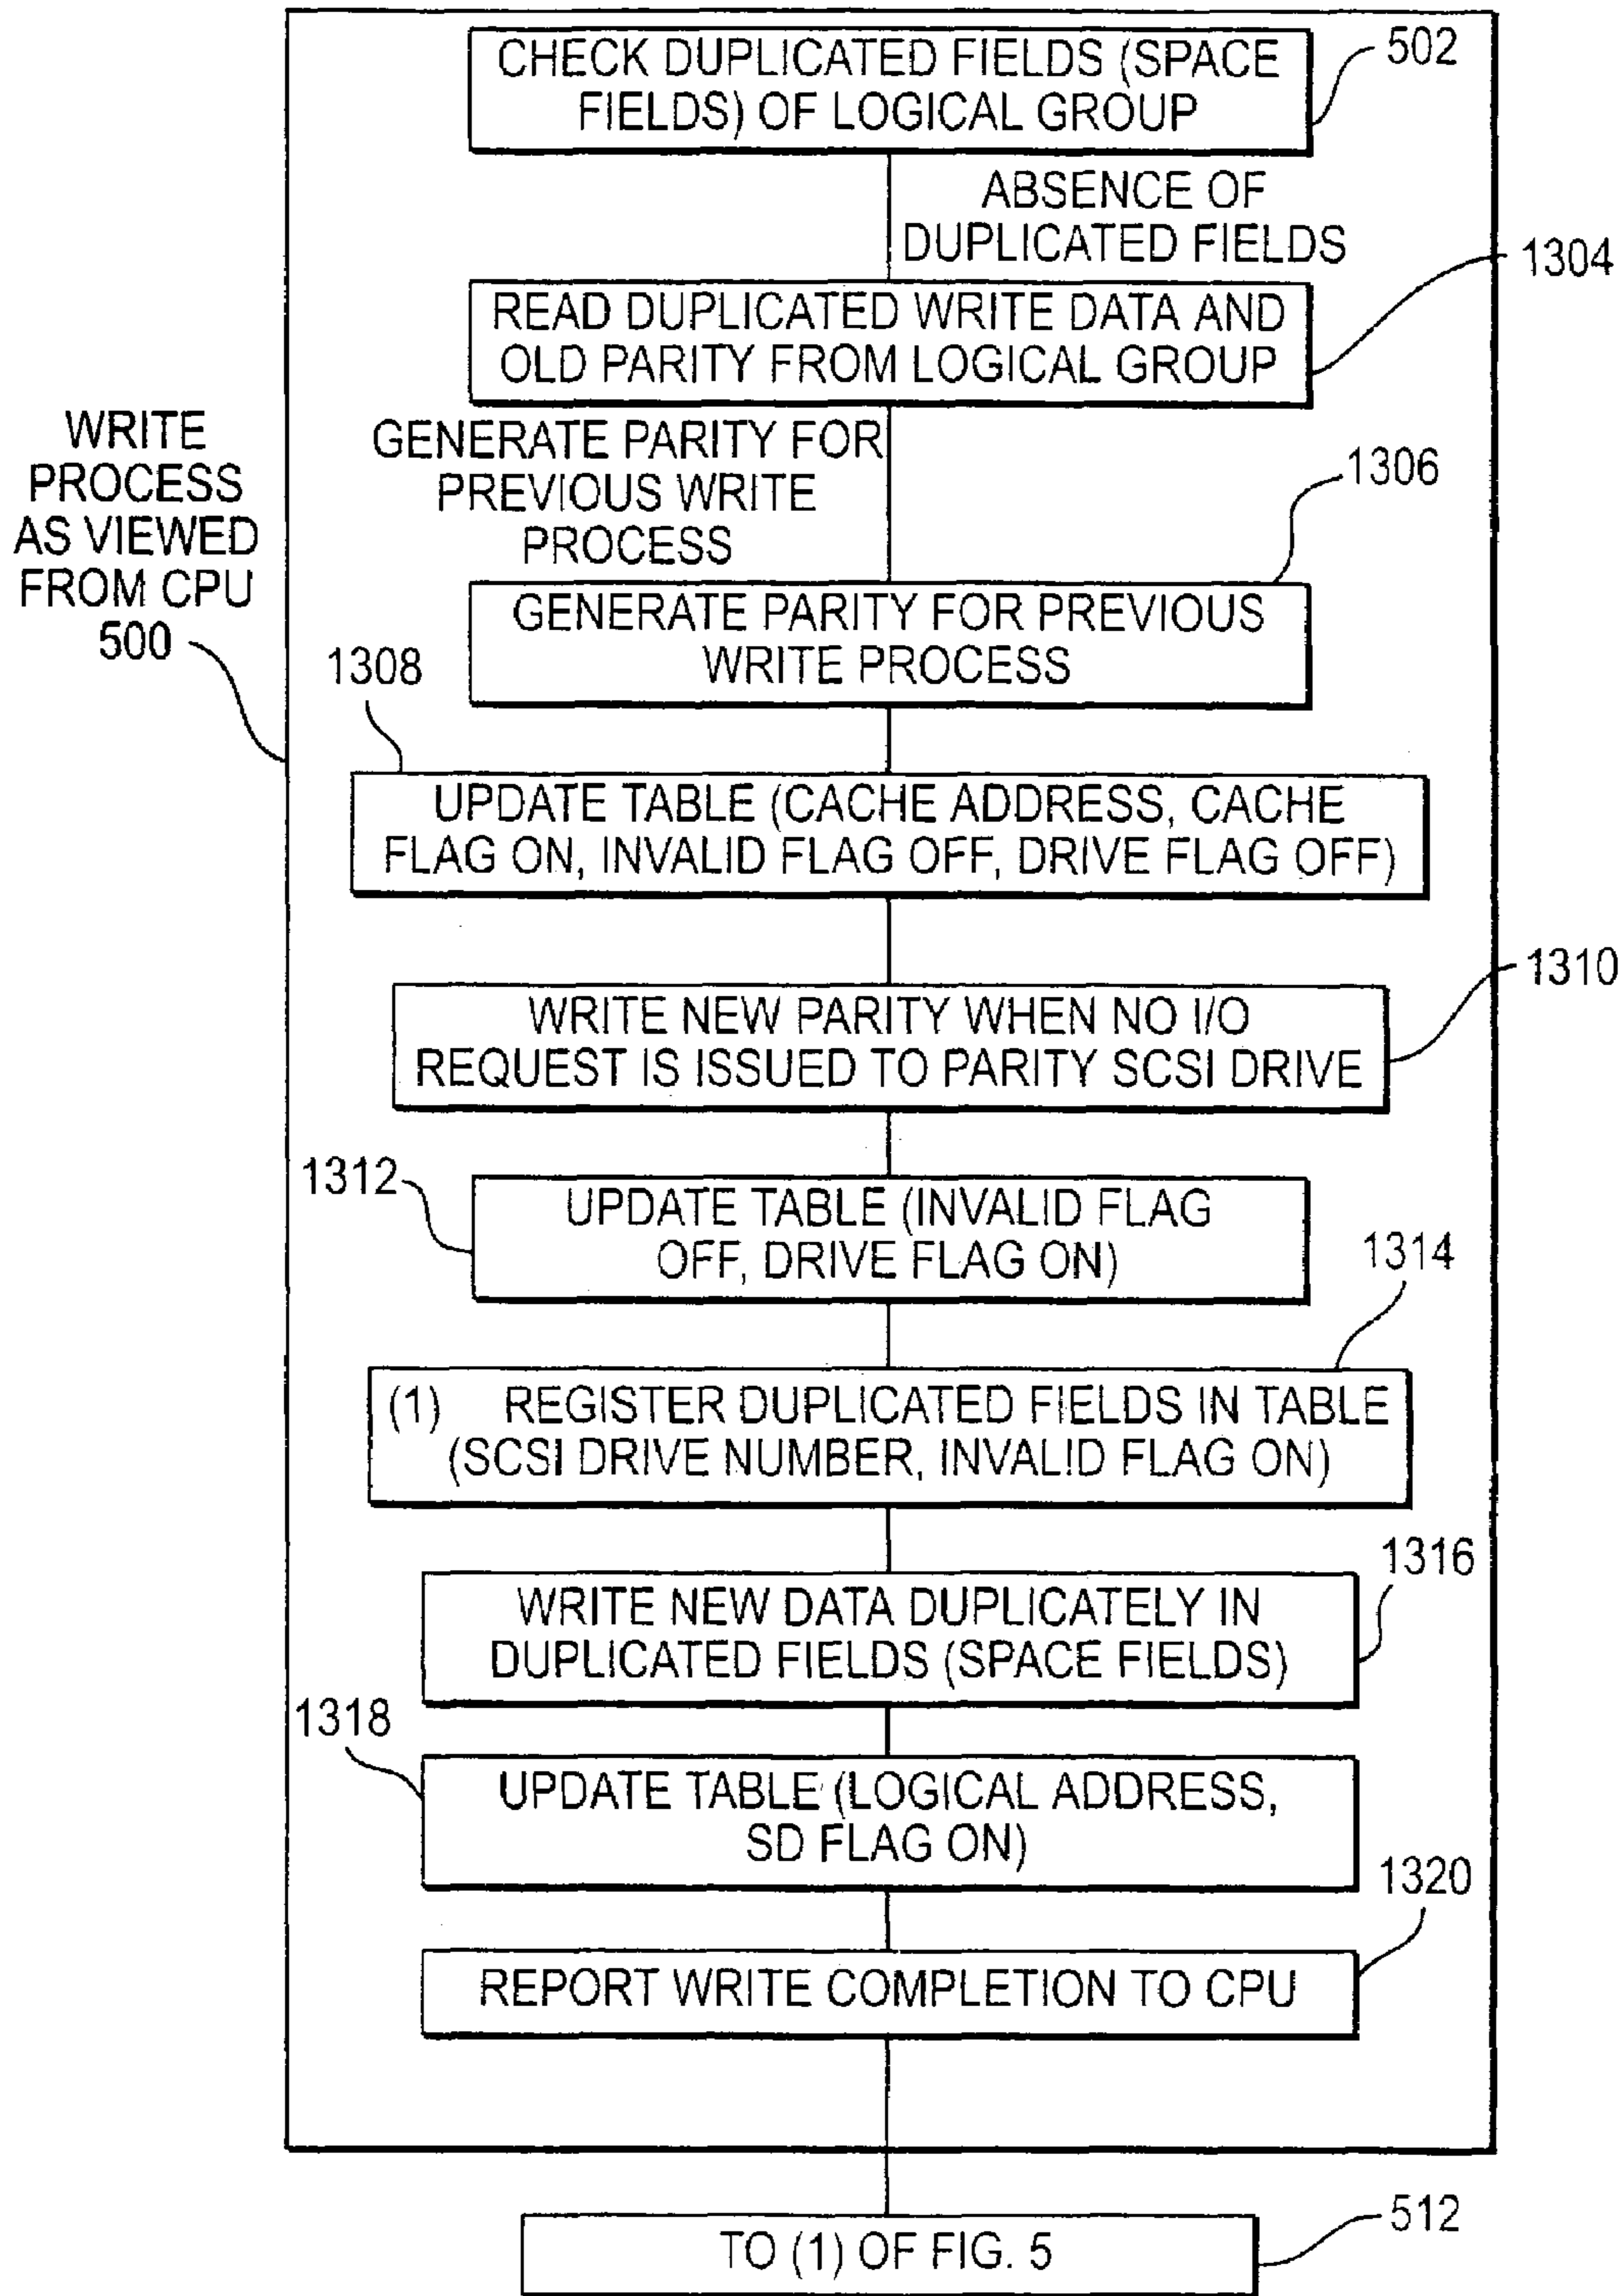 CHECK DUPLICATED FIELDS (SPACE
FIELDS) OF LOGICAL GROUP
502
ABSENCE OF
DUPLICATED FIELDS
1304
READ DUPLICATED WRITE DATA AND
OLD PARITY FROM LOGICAL GROUP
WRITE
PROCESS
AS VIEWED
FROM CPU
500
GENERATE PARITY FOR
PREVIOUS WRITE
PROCESS
1306
GENERATE PARITY FOR PREVIOUS
WRITE PROCESS
1308
UPDATE TABLE (CACHE ADDRESS, CACHE
FLAG ON, INVALID FLAG OFF, DRIVE FLAG OFF)
1310
WRITE NEW PARITY WHEN NO I/O
REQUEST IS ISSUED TO PARITY SCSI DRIVE
1312
UPDATE TABLE (INVALID FLAG
OFF, DRIVE FLAG ON)
1314
(1) REGISTER DUPLICATED FIELDS IN TABLE
(SCSI DRIVE NUMBER, INVALID FLAG ON)
1316
WRITE NEW DATA DUPLICATELY IN
DUPLICATED FIELDS (SPACE FIELDS)
1318
UPDATE TABLE (LOGICAL ADDRESS,
SD FLAG ON)
1320
REPORT WRITE COMPLETION TO CPU
512
TO (1) OF FIG. 5